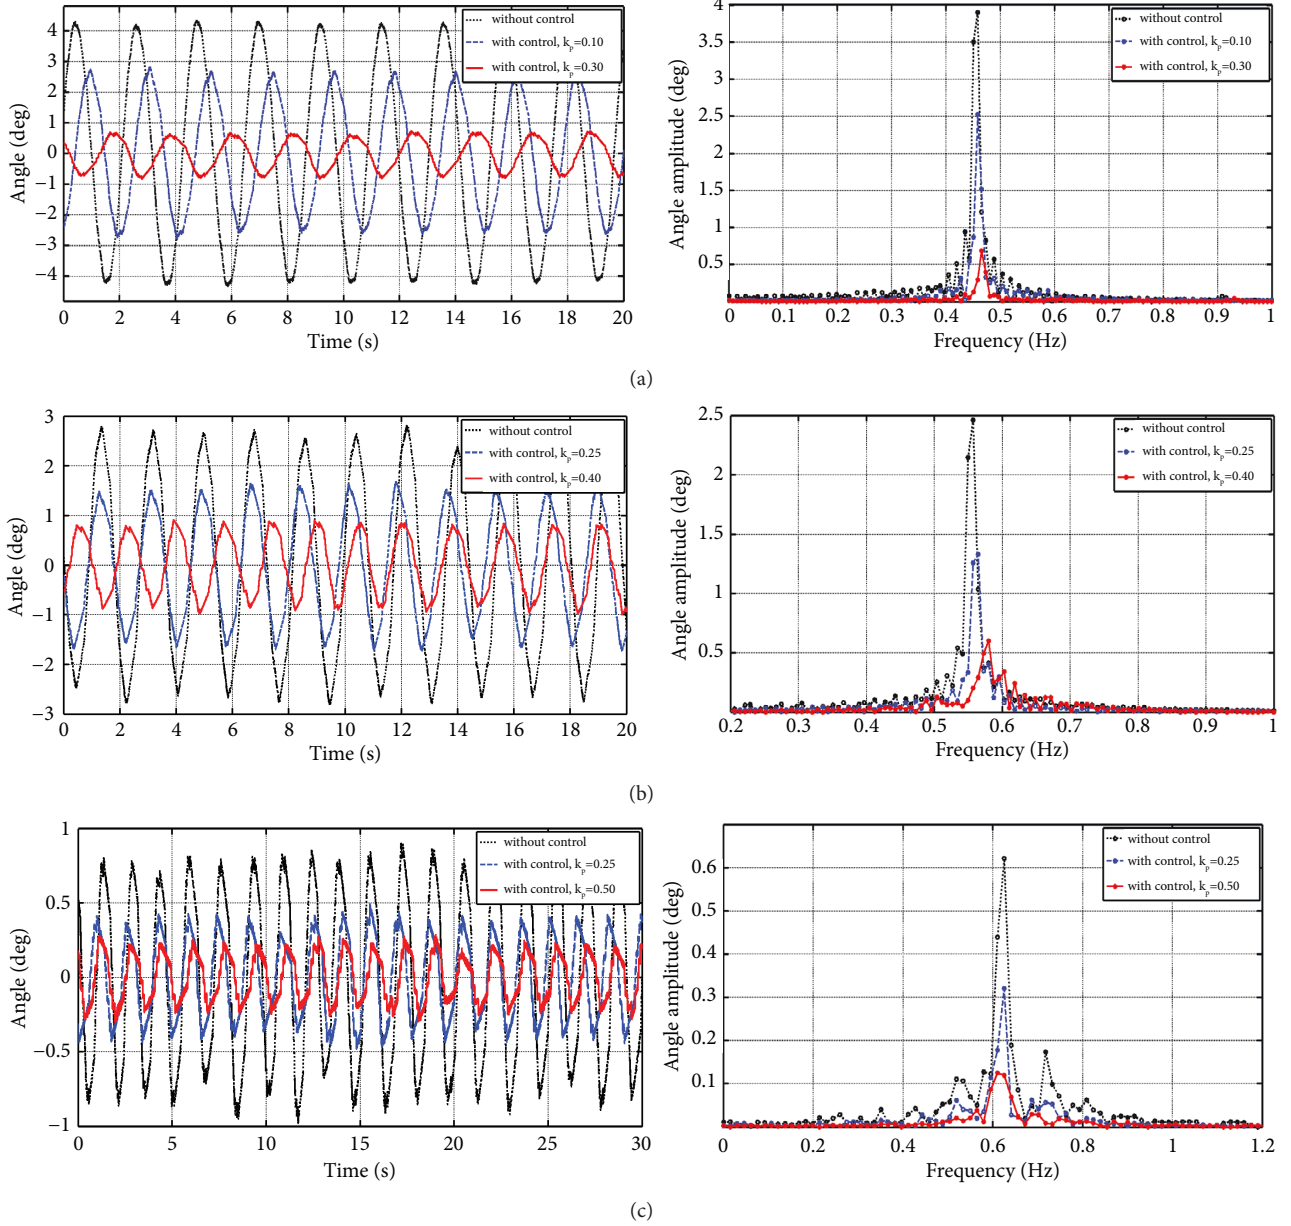 4
3
2
1
0
−1
−2
−3
−4
Angle (deg)
0 2 4 6 8 10 12 14 16 18 20
Time (s)
without control
with control, kp=0.10
with control, kp=0.30
4
3.5
3
2.5
2
1.5
1
0.5
Angle amplitude (deg)
0 0.1 0.2 0.3 0.4 0.5 0.6 0.7 0.8 0.9 1
Frequency (Hz)
without control
with control, kp=0.10
with control, kp=0.30
(a)
3
2
1
0
−1
−2
−3
Angle (deg)
0 2 4 6 8 10 12 14 16 18 20
Time (s)
without control
with control, kp=0.25
with control, kp=0.40
2.5
2
1.5
1
0.5
0
Angle amplitude (deg)
0.2 0.3 0.4 0.5 0.6 0.7 0.8 0.9 1
Frequency (Hz)
without control
with control, kp=0.25
with control, kp=0.40
(b)
1
0.5
0
−0.5
−1
Angle (deg)
0 5 10 15 20 25 30
Time (s)
without control
with control, kp=0.25
with control, kp=0.50
0.6
0.5
0.4
0.3
0.2
0.1
Angle amplitude (deg)
0 0.2 0.4 0.6 0.8 1 1.2
Frequency (Hz)
without control
with control, kp=0.25
with control, kp=0.50
(c)